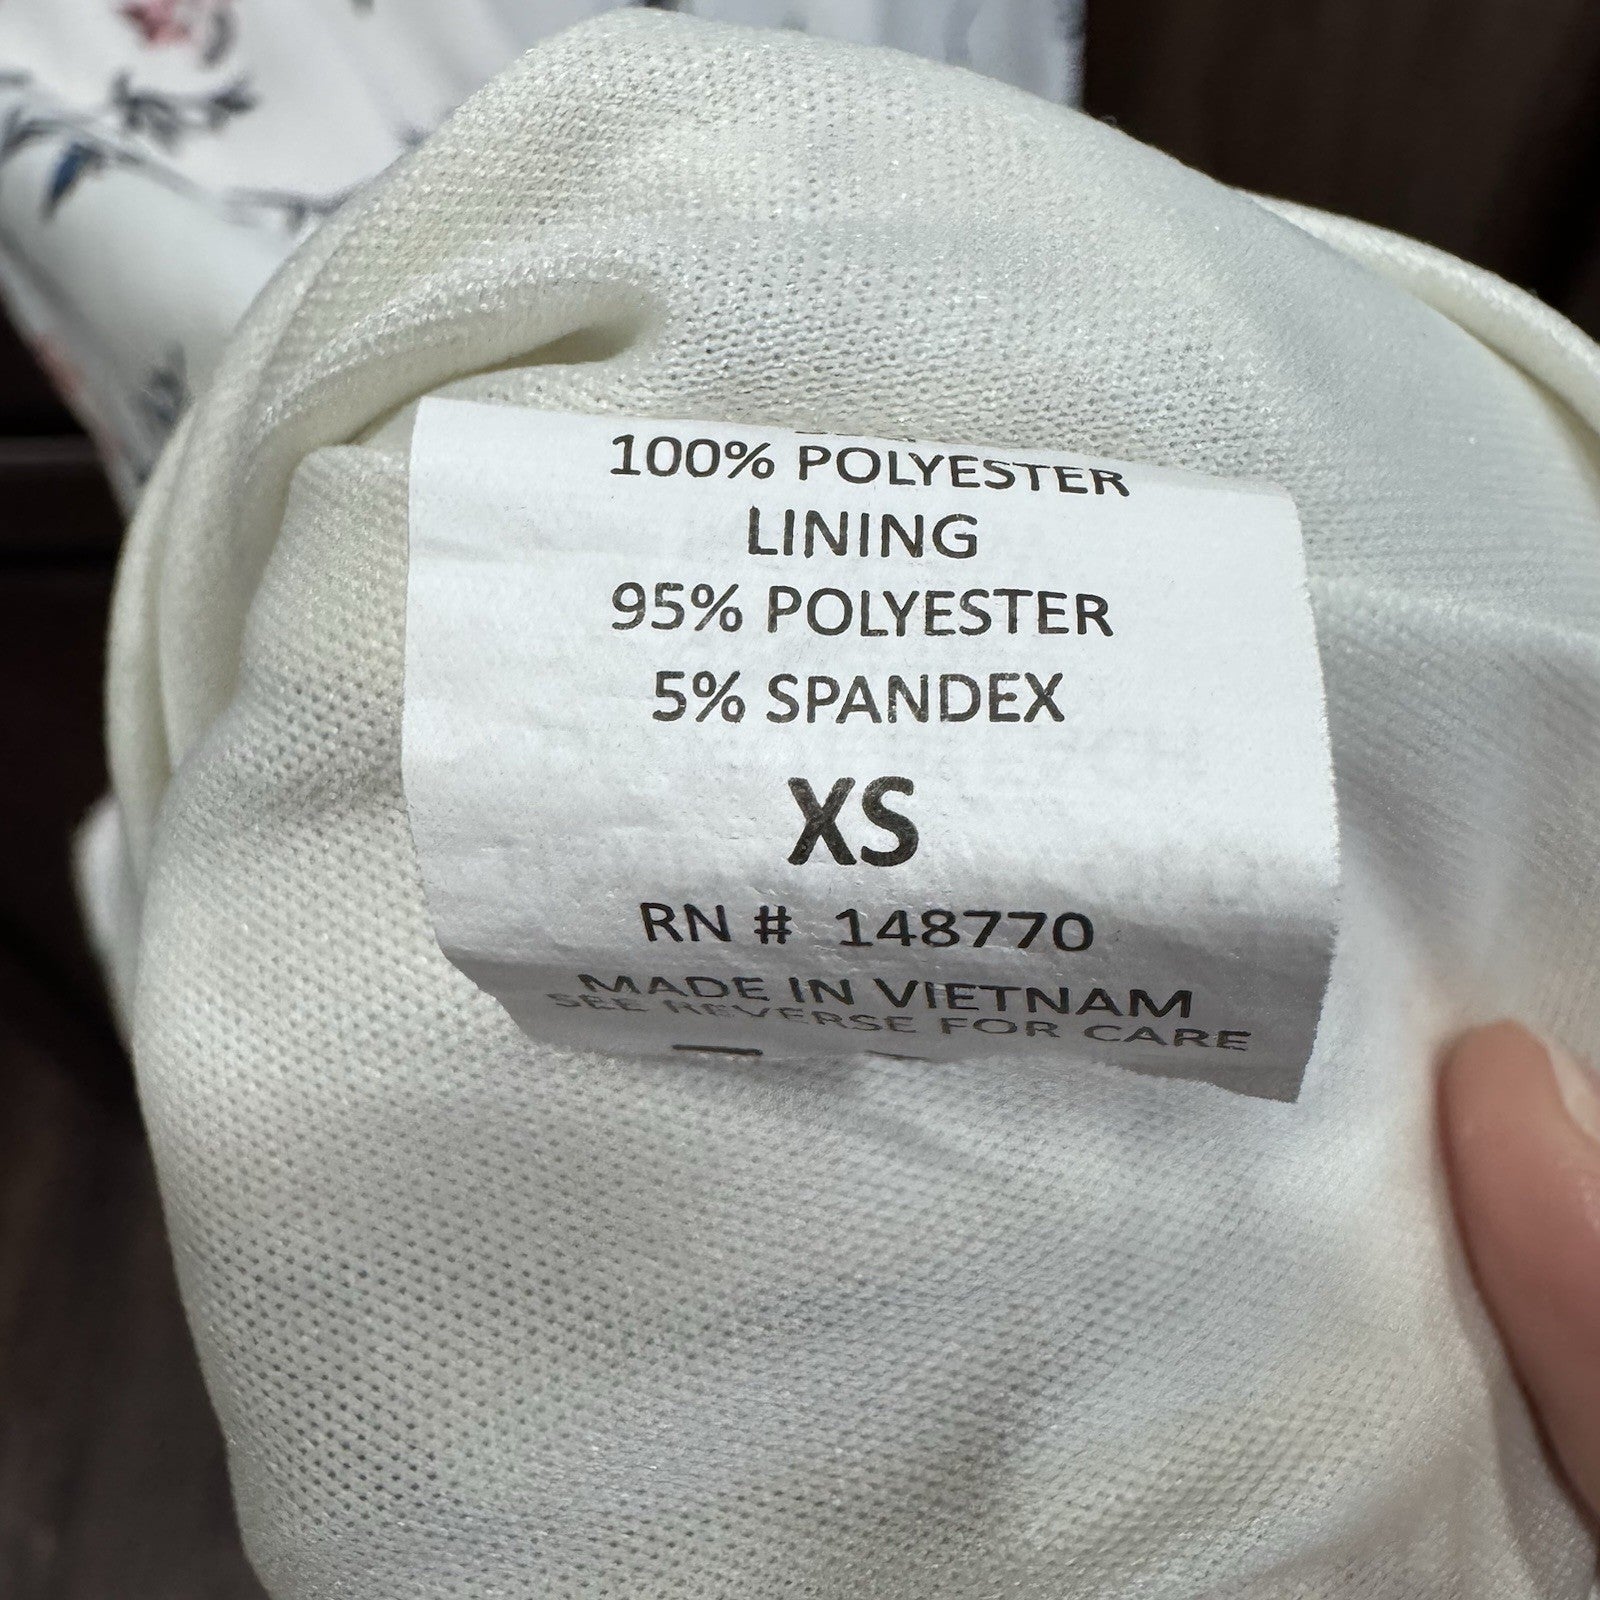 100% POLYESTER
LINING
95% POLYESTER
5% SPANDEX
XS
RN # 148770
MADE IN VIETNAM
SEE REVERSE FOR CARE